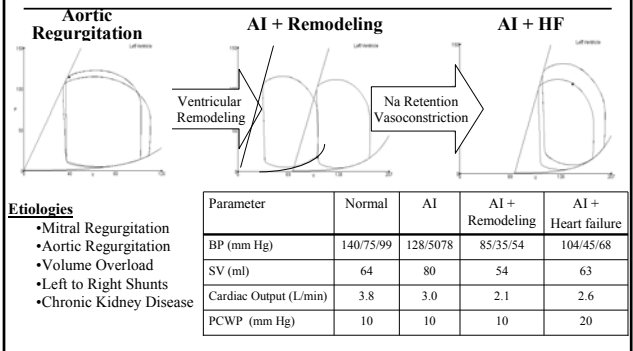 Aortic
Regurgitation
AI + Remodeling
AI + HF
Left Ventricle
Left Ventricle
Left Ventricle
Ventricular
Remodeling
Na Retention
Vasoconstriction
Etiologies
•Mitral Regurgitation
•Aortic Regurgitation
•Volume Overload
•Left to Right Shunts
•Chronic Kidney Disease
Parameter Normal AI AI + Remodeling AI + Heart failure
BP (mm Hg) 140/75/99 128/5078 85/35/54 104/45/68
SV (ml) 64 80 54 63
Cardiac Output (L/min) 3.8 3.0 2.1 2.6
PCWP (mm Hg) 10 10 10 20